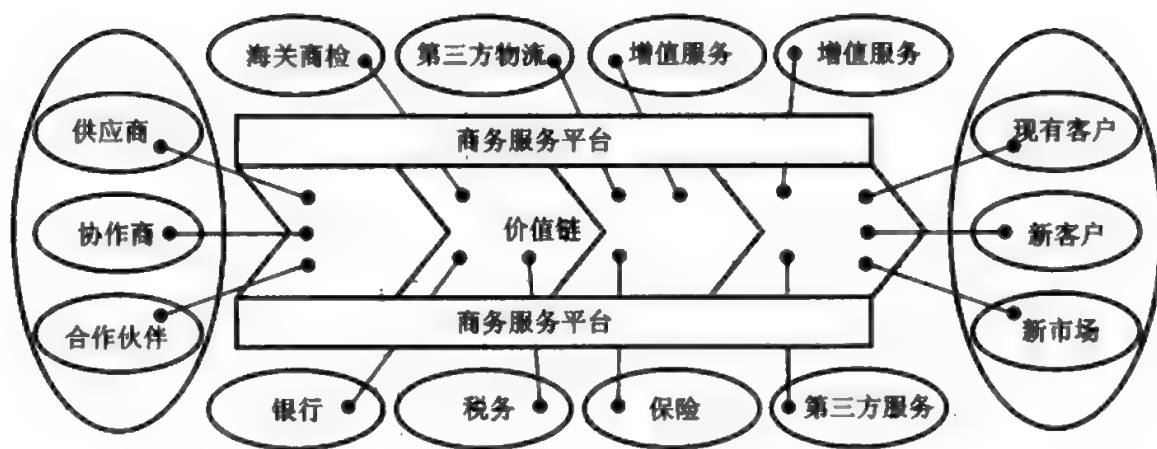 海关商检
第三方物流
增值服务
增值服务
供应商
商务服务平台
现有客户
协作商
价值链
新客户
合作伙伴
商务服务平台
新市场
银行
税务
保险
第三方服务